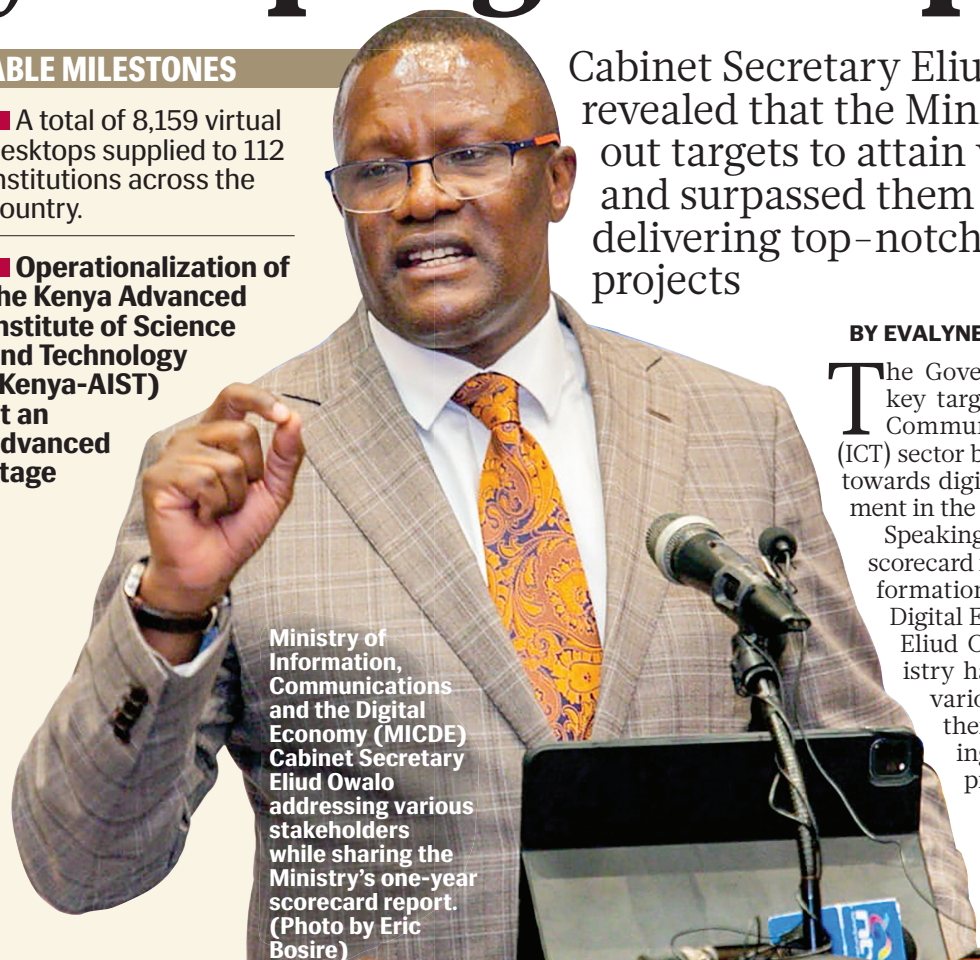 ABLE MILESTONES
A total of 8,159 virtual
esktops supplied to 112
nstitutions across the
ountry.
Operationalization of
he Kenya Advanced
nstitute of Science
nd Technology
Kenya-AIST)
t an
dvanced
tage
Cabinet Secretary Eliu
revealed that the Min
out targets to attain
and surpassed them
delivering top-notch
projects
BY EVALYNE
The Gove
key targ
Commun
(ICT) sector b
towards digi
ment in the
Speaking
scorecard
formation
Digital E
Eliud O
istry ha
vario
the
ing
pr
Ministry of
Information,
Communications
and the Digital
Economy (MICDE)
Cabinet Secretary
Eliud Owalo
addressing various
stakeholders
while sharing the
Ministry's one-year
scorecard report.
(Photo by Eric
Bosire)